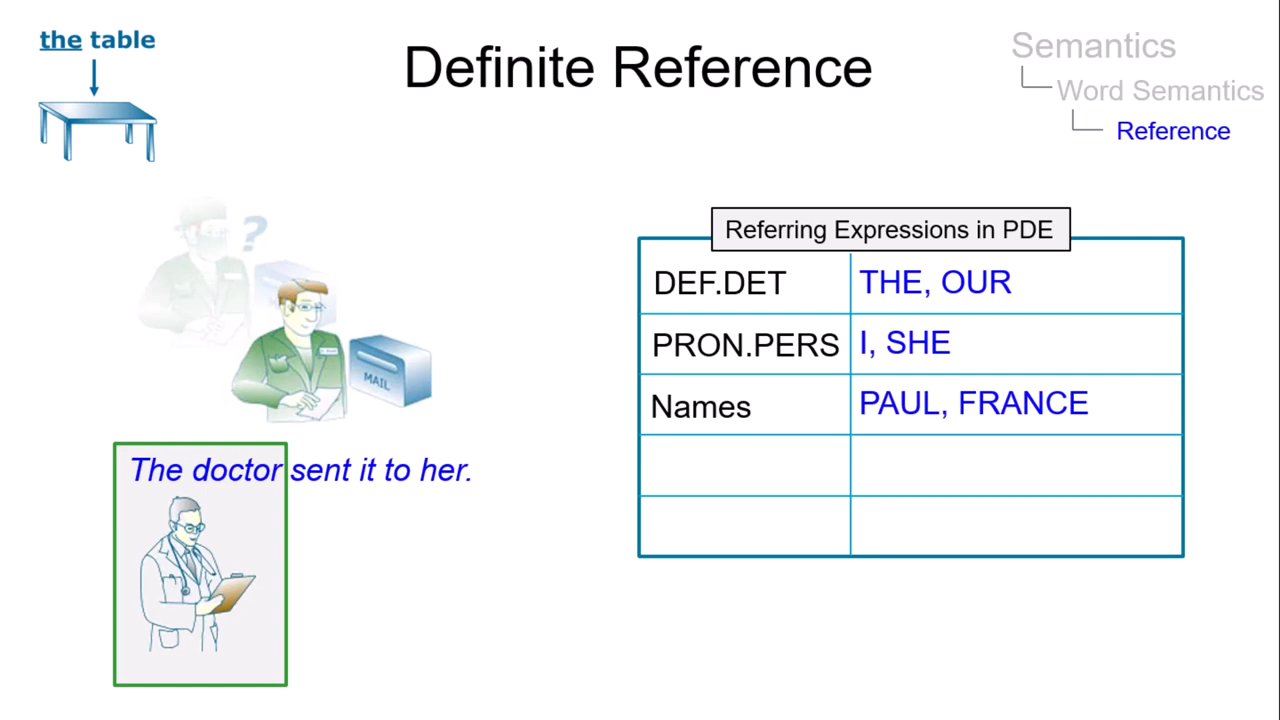 the table
Definite Reference
Semantics
Word Semantics
Reference
?
MAIL
The doctor sent it to her.
Referring Expressions in PDE
DEF.DET THE, OUR
PRON.PERS I, SHE
Names PAUL, FRANCE